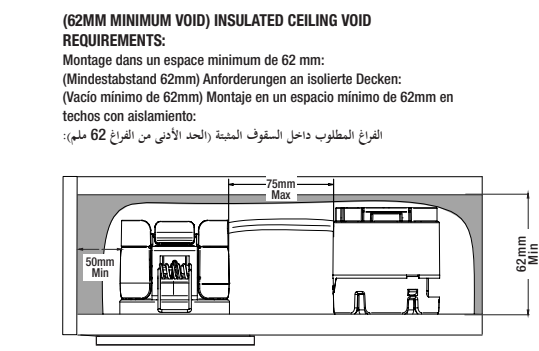 (62MM MINIMUM VOID) INSULATED CEILING VOID
REQUIREMENTS:
Montage dans un espace minimum de 62 mm:
(Mindestabstand 62mm) Anforderungen an isolierte Decken:
(Vacío mínimo de 62mm) Montaje en un espacio mínimo de 62mm en
techos con aislamiento:
الفراغ المطلوب داخل السقوف المثبتة (الحد الأدنى من الفراغ 62 ملم):
75mm
Max
50mm
Min
62mm
Min